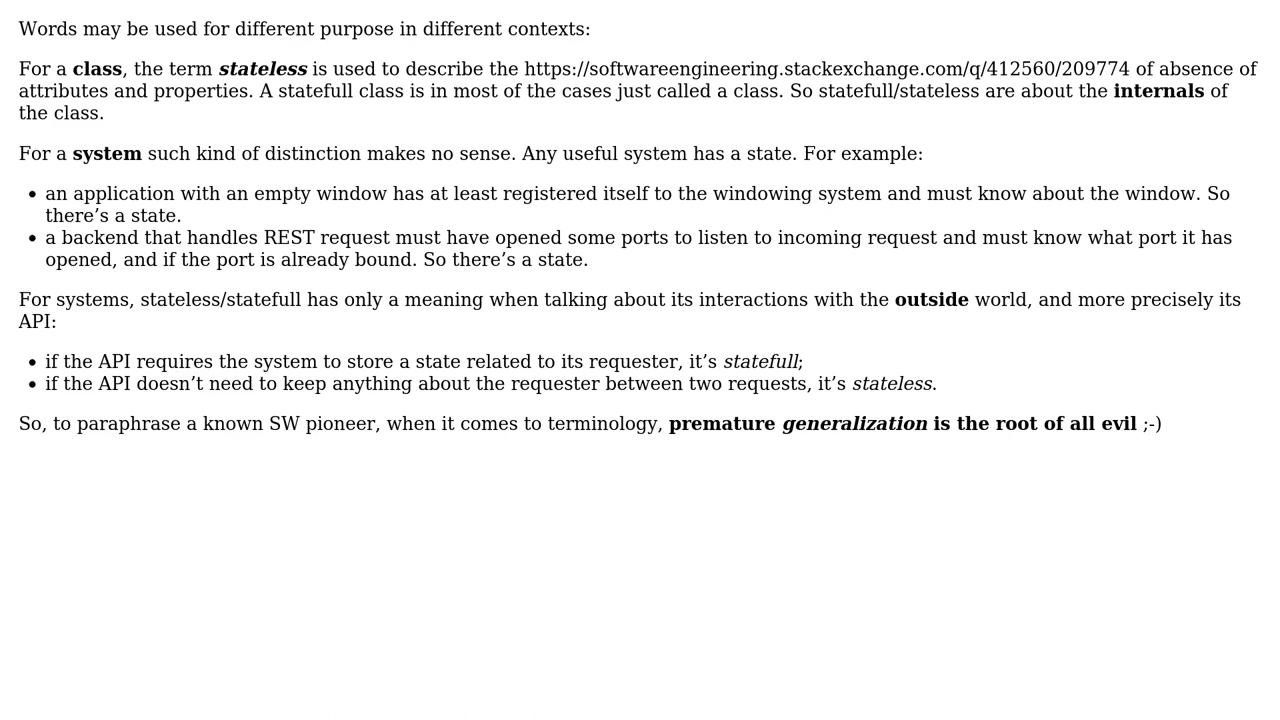 Words may be used for different purpose in different contexts:
For a class, the term stateless is used to describe the https://softwareengineering.stackexchange.com/q/412560/209774 of absence of
attributes and properties. A statefull class is in most of the cases just called a class. So statefull/stateless are about the internals of
the class.
For a system such kind of distinction makes no sense. Any useful system has a state. For example:
• an application with an empty window has at least registered itself to the windowing system and must know about the window. So
there’s a state.
• a backend that handles REST request must have opened some ports to listen to incoming request and must know what port it has
opened, and if the port is already bound. So there’s a state.
For systems, stateless/statefull has only a meaning when talking about its interactions with the outside world, and more precisely its
API:
• if the API requires the system to store a state related to its requester, it’s statefull;
• if the API doesn’t need to keep anything about the requester between two requests, it’s stateless.
So, to paraphrase a known SW pioneer, when it comes to terminology, premature generalization is the root of all evil ;-)